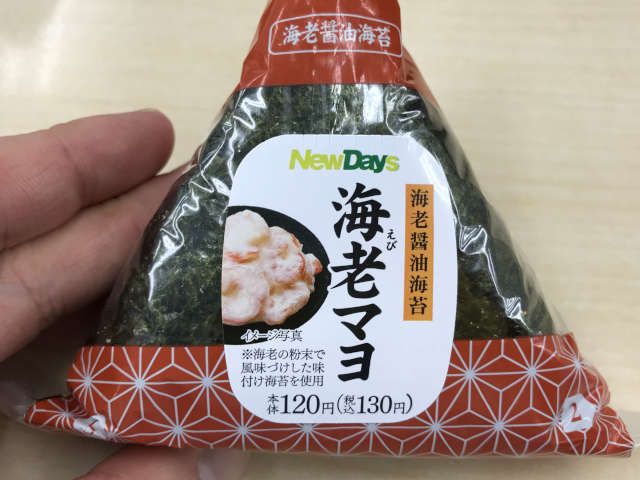 海老醤油海苔
NewDays
海老醤油海苔
海老マヨ
えび
イメージ写真
※海老の粉末で
風味づけした味
付け海苔を使用
本体120円(税込130円)
2